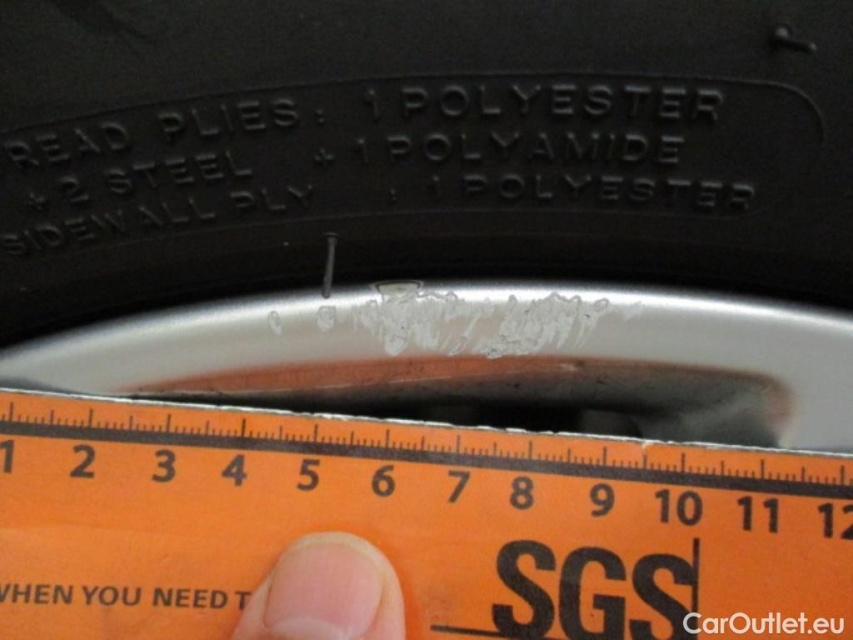 READ PLIES: 1 POLYESTER
+ 2 STEEL + 1 POLYAMIDE
SIDEWALL PLY : 1 POLYESTER
1 2 3 4 5 6 7 8 9 10 11 12
WHEN YOU NEED T
SGS
CarOutlet.eu